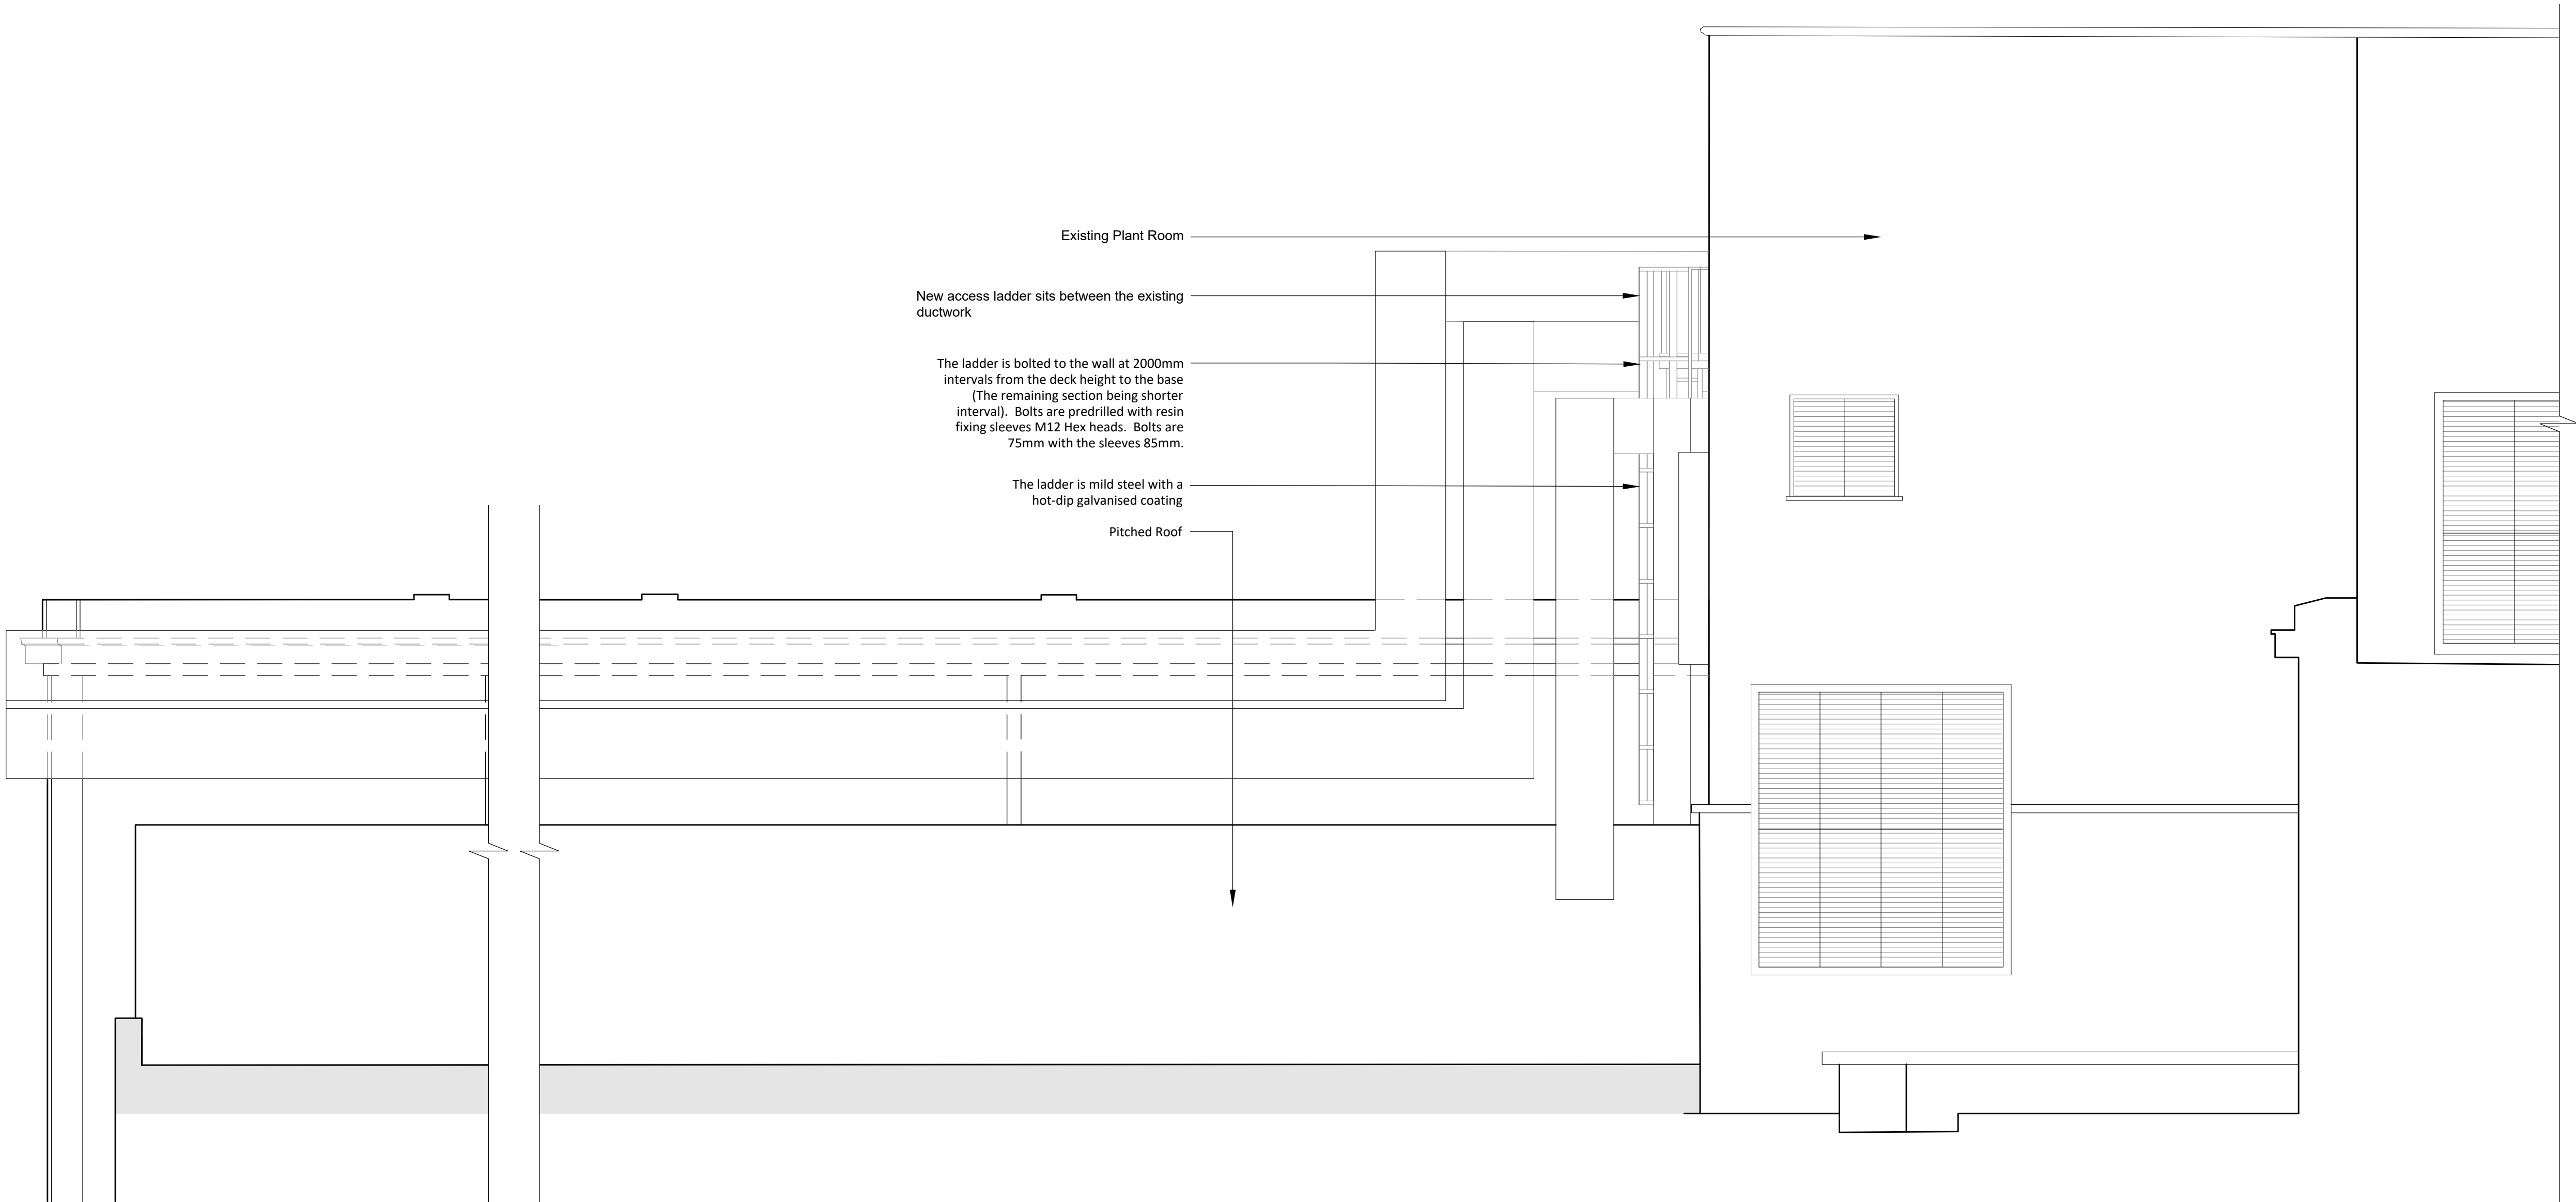 Existing Plant Room
New access ladder sits between the existing
ductwork
The ladder is bolted to the wall at 2000mm
intervals from the deck height to the base
(The remaining section being shorter
interval). Bolts are predrilled with resin
fixing sleeves M12 Hex heads. Bolts are
75mm with the sleeves 85mm.
The ladder is mild steel with a
hot-dip galvanised coating
Pitched Roof